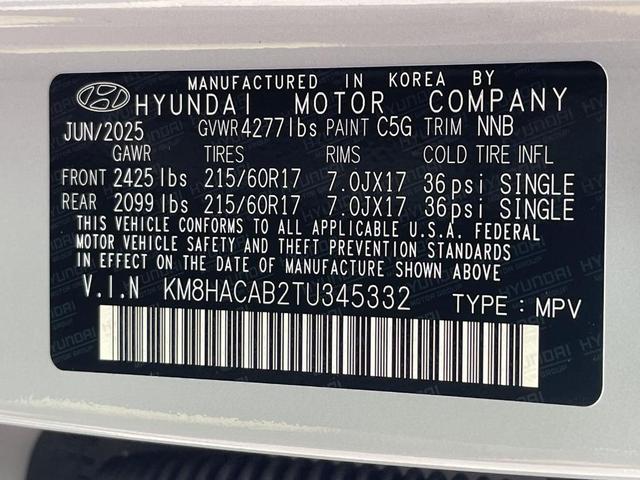 MANUFACTURED IN KOREA BY
HYUNDAI MOTOR COMPANY
JUN/2025 GVWR 4277lbs PAINT C5G TRIM NNB
GAWR TIRES RIMS COLD TIRE INFL
FRONT 2425 lbs 215/60R17 7.0JX17 36 psi SINGLE
REAR 2099 lbs 215/60R17 7.0JX17 36 psi SINGLE
THIS VEHICLE CONFORMS TO ALL APPLICABLE U.S.A. FEDERAL
MOTOR VEHICLE SAFETY AND THEFT PREVENTION STANDARDS
IN EFFECT ON THE DATE OF MANUFACTURE SHOWN ABOVE
V.I.N KM8HACAB2TU345332 TYPE : MPV